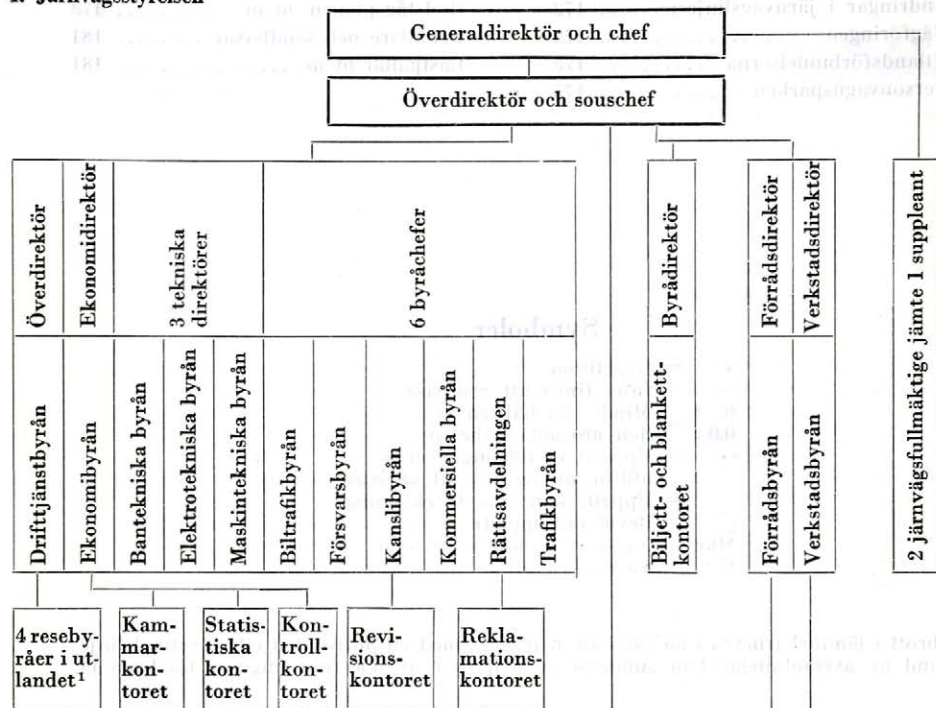 Generaldirektör och chef
Överdirektör och souschef
Överdirektör
Ekonomidirektör
3 tekniska
direktörer
6 byråchefer
Byrådirektör
Förrådsdirektör
Verkstadsdirektör
2 järnvägsfullmäktige jämte 1 suppleant
Drifttjänstbyrån
Ekonomibyrån
Bantekniska byrån
Elektrotekniska byrån
Maskintekniska byrån
Biltrafikbyrån
Försvarsbyrån
Kanslibyrån
Kommersiella byrån
Rättsavdelningen
Trafikbyrån
Biljett- och blankett-
kontoret
Förrådsbyrån
Verkstadsbyrån
4 reseby-
råer i ut-
landet¹
Kam-
mar-
kon-
toret
Statis-
tiska
kon-
toret
Kon-
troll-
kon-
toret
Revi-
sions-
kontoret
Rekla-
mations-
kontoret